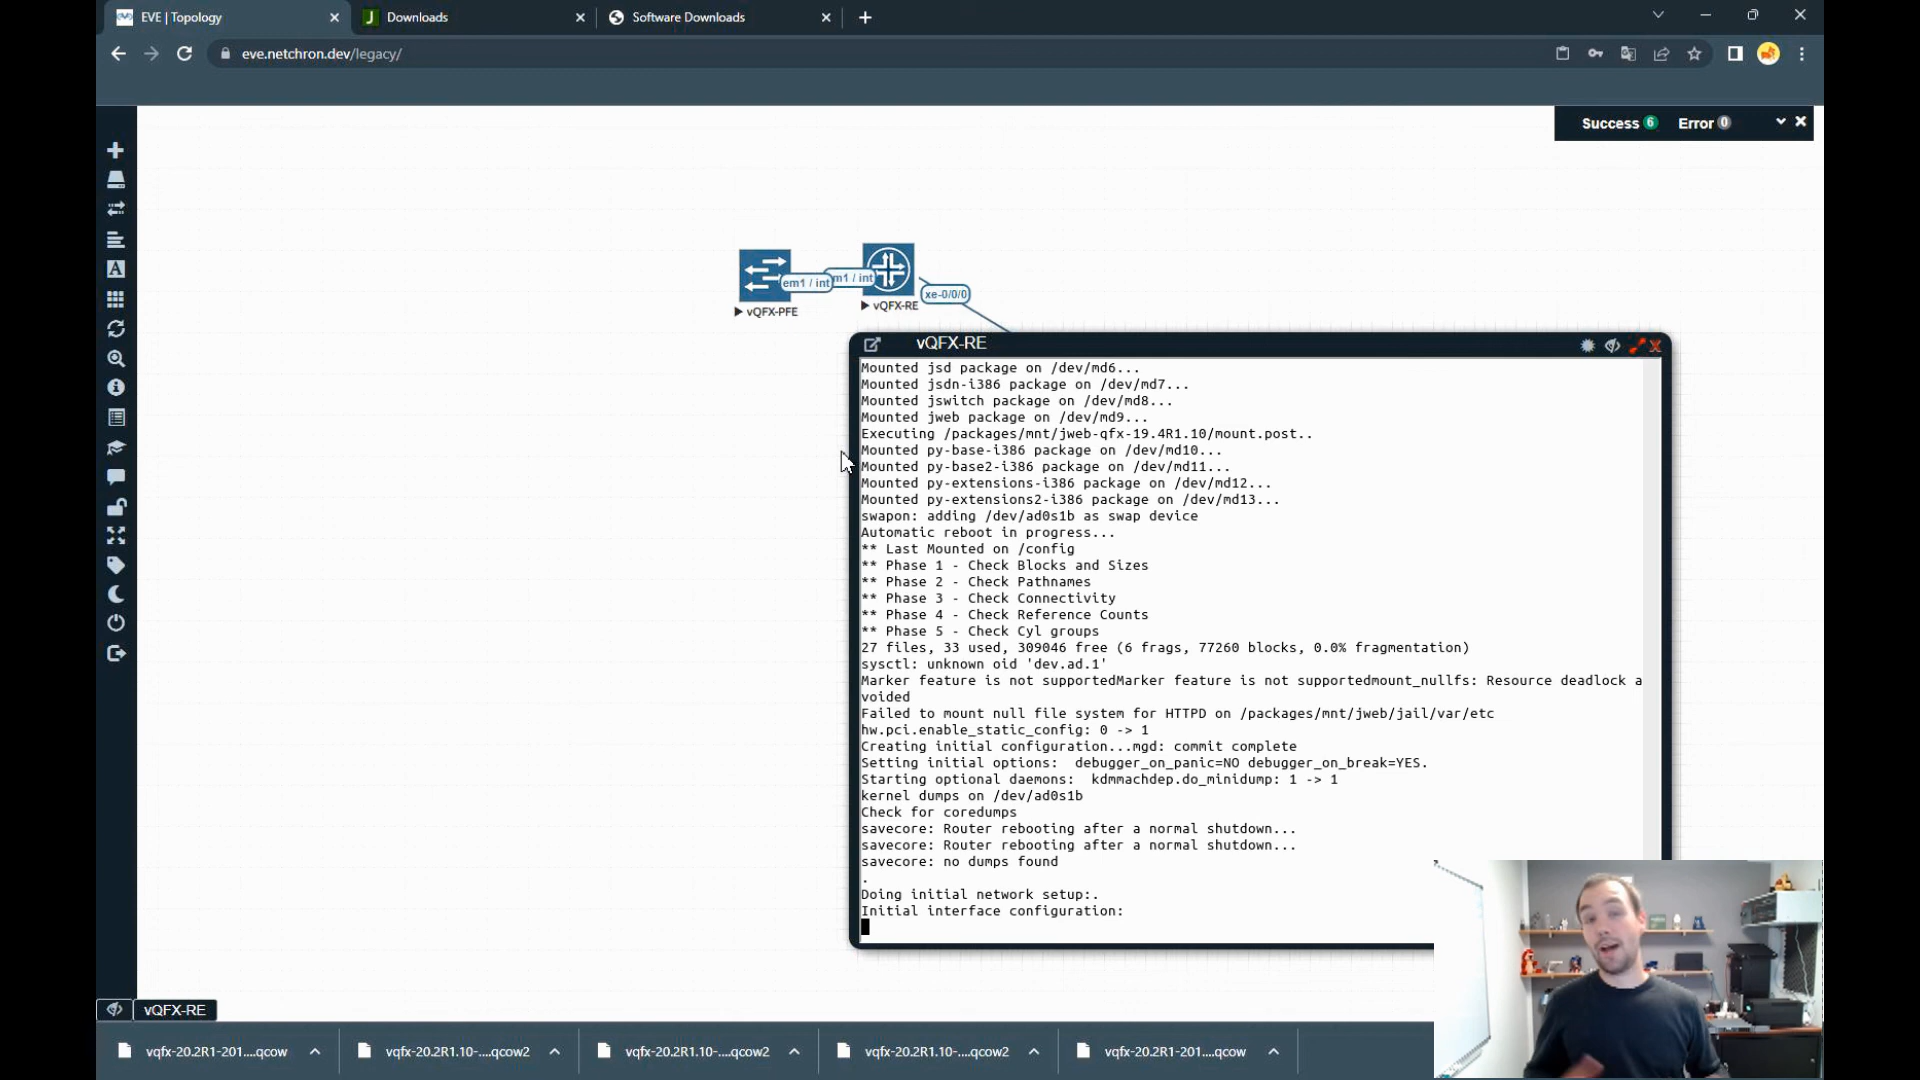 EVE | Topology
Downloads
Software Downloads
eve.netchron.dev/legacy/
Success 6 Error 0
em1 / int
m1 / int
xe-0/0/0
vQFX-PFE
vQFX-RE
vQFX-RE
Mounted jsd package on /dev/md6...
Mounted jsdn-i386 package on /dev/md7...
Mounted jswitch package on /dev/md8...
Mounted jweb package on /dev/md9...
Executing /packages/mnt/jweb-qfx-19.4R1.10/mount.post..
Mounted py-base-i386 package on /dev/md10...
Mounted py-base2-i386 package on /dev/md11...
Mounted py-extensions-i386 package on /dev/md12...
Mounted py-extensions2-i386 package on /dev/md13...
swapon: adding /dev/ad0s1b as swap device
Automatic reboot in progress...
** Last Mounted on /config
** Phase 1 - Check Blocks and Sizes
** Phase 2 - Check Pathnames
** Phase 3 - Check Connectivity
** Phase 4 - Check Reference Counts
** Phase 5 - Check Cyl groups
27 files, 33 used, 309046 free (6 frags, 77260 blocks, 0.0% fragmentation)
sysctl: unknown oid 'dev.ad.1'
Marker feature is not supportedMarker feature is not supportedmount_nullfs: Resource deadlock a
voided
Failed to mount null file system for HTTPD on /packages/mnt/jweb/jail/var/etc
hw.pci.enable_static_config: 0 -> 1
Creating initial configuration...mgd: commit complete
Setting initial options:  debugger_on_panic=NO debugger_on_break=YES.
Starting optional daemons:  kdmmachdep.do_minidump: 1 -> 1
kernel dumps on /dev/ad0s1b
Check for coredumps
savecore: Router rebooting after a normal shutdown...
savecore: Router rebooting after a normal shutdown...
savecore: no dumps found
.
Doing initial network setup:.
Initial interface configuration:
vQFX-RE
vqfx-20.2R1-201....qcow
vqfx-20.2R1.10-....qcow2
vqfx-20.2R1.10-....qcow2
vqfx-20.2R1.10-....qcow2
vqfx-20.2R1-201....qcow